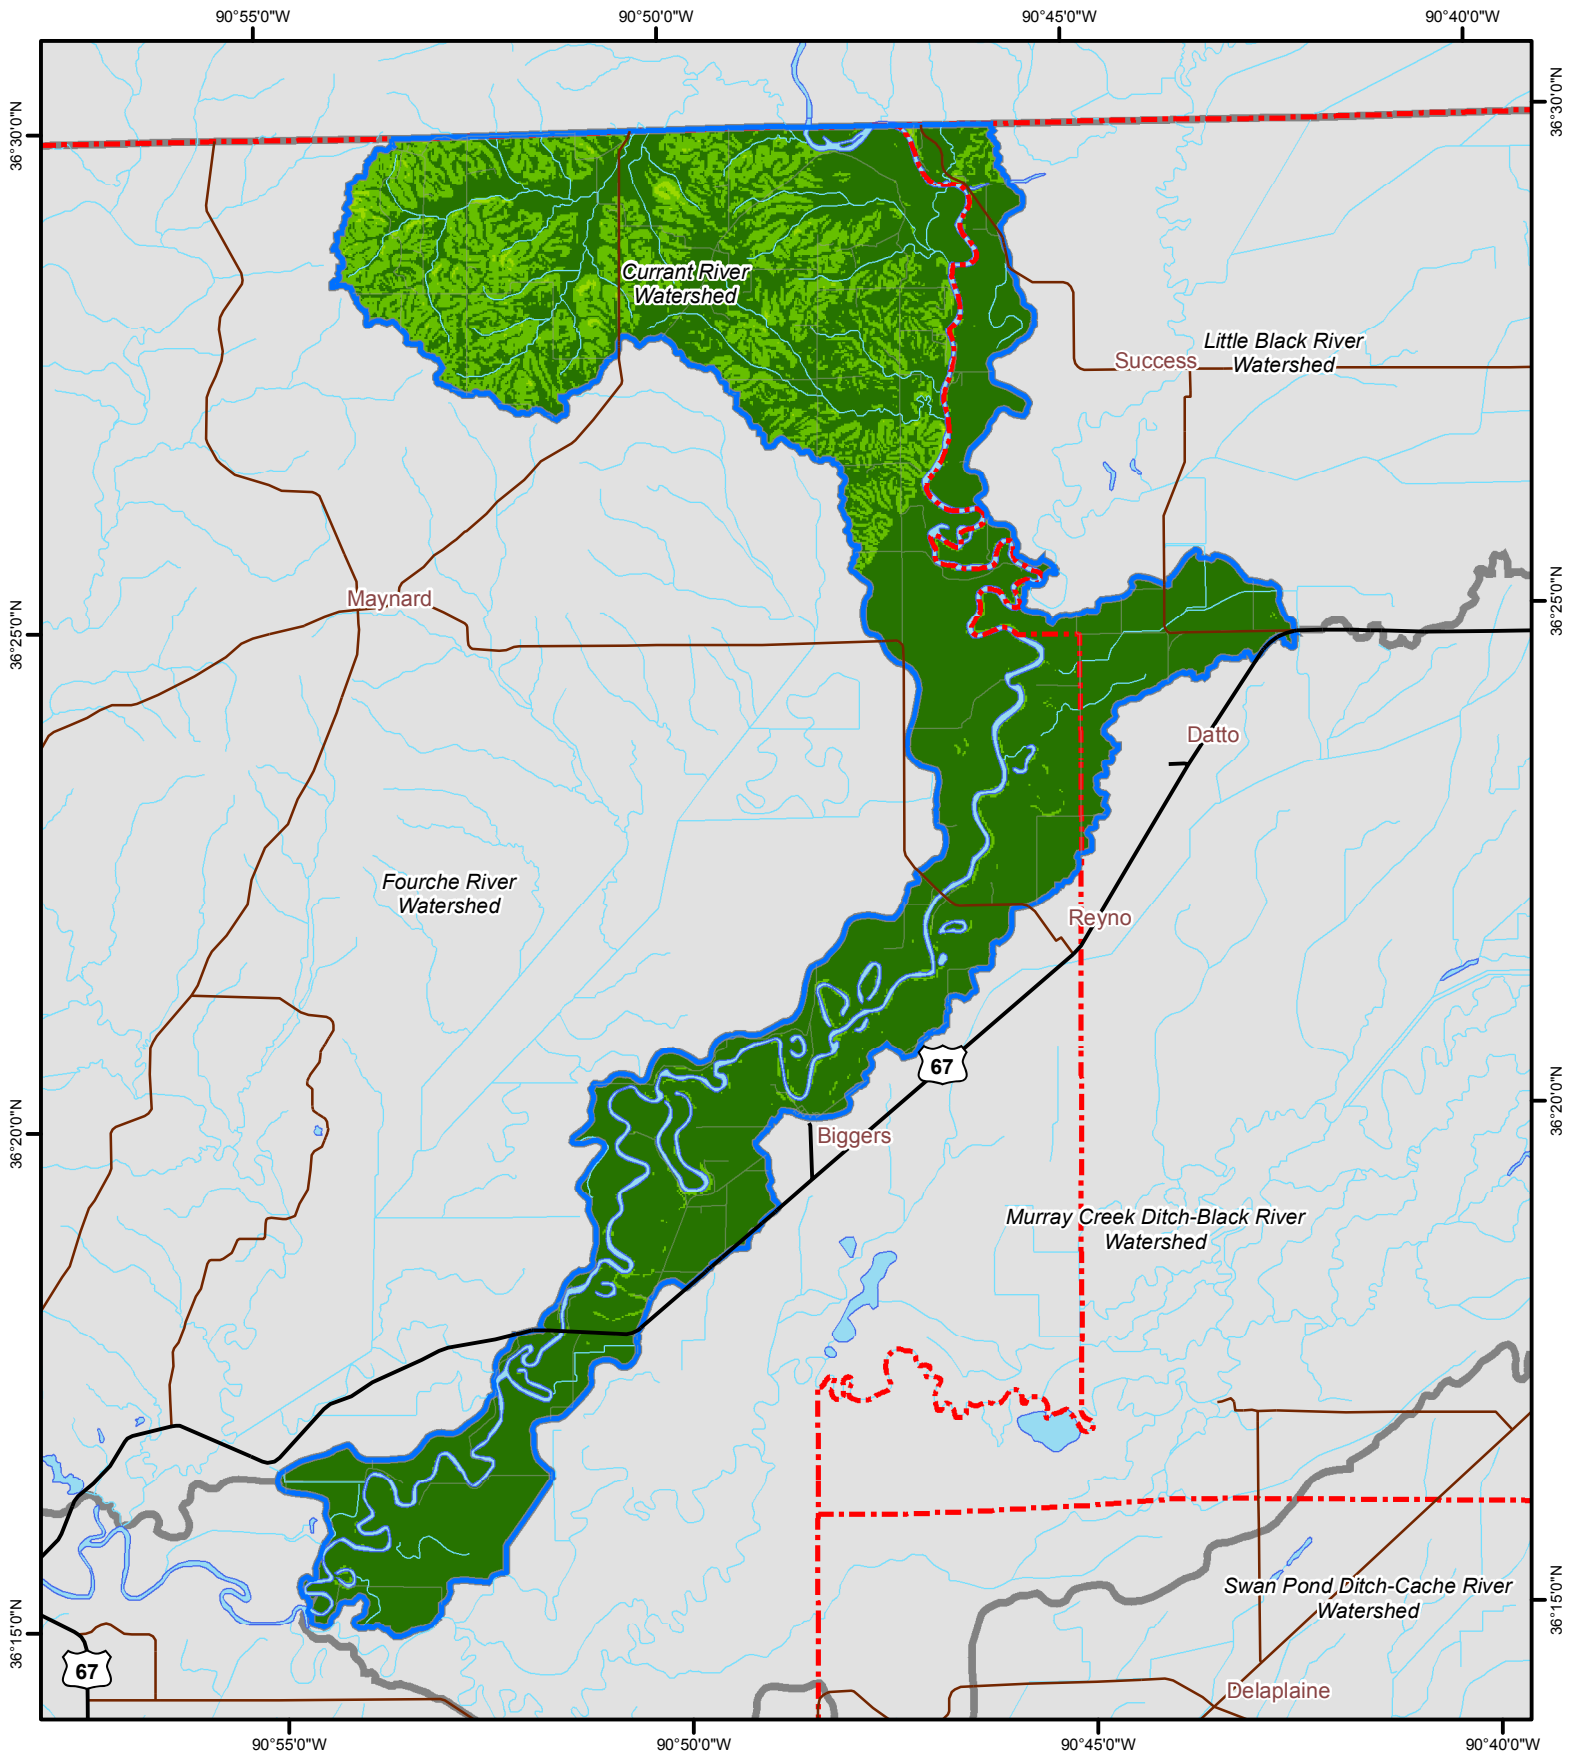 90°55'0"W
90°50'0"W
90°45'0"W
90°40'0"W
36°30'0"N
36°30'0"N
Currant River
Watershed
Little Black River
Watershed
Success
36°25'0"N
36°25'0"N
Maynard
Datto
Fourche River
Watershed
Reyno
67
36°20'0"N
36°20'0"N
Biggers
Murray Creek Ditch-Black River
Watershed
Swan Pond Ditch-Cache River
Watershed
36°15'0"N
36°15'0"N
67
Delaplaine
90°55'0"W
90°50'0"W
90°45'0"W
90°40'0"W